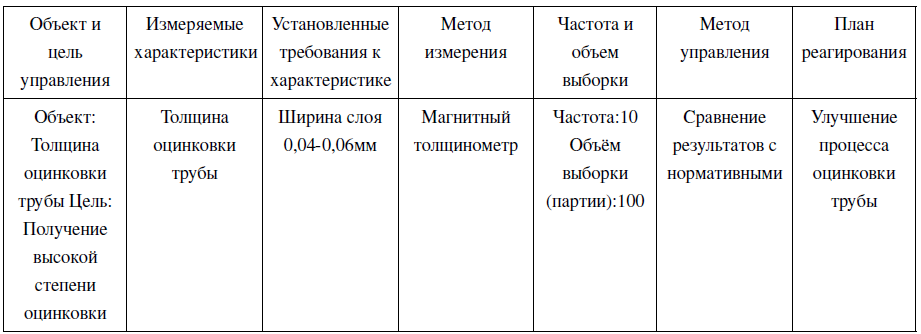 Объект и
цель
управления
Измеряемые
характеристики
Установленные
требования к
характеристике
Метод
измерения
Частота и
объем
выборки
Метод
управления
План
реагирования
Объект:
Толщина
оцинковки
трубы Цель:
Получение
высокой
степени
оцинковки
Толщина
оцинковки
трубы
Ширина слоя
0,04-0,06мм
Магнитный
толщинометр
Частота:10
Объём
выборки
(партии):100
Сравнение
результатов с
нормативными
Улучшение
процесса
оцинковки
трубы